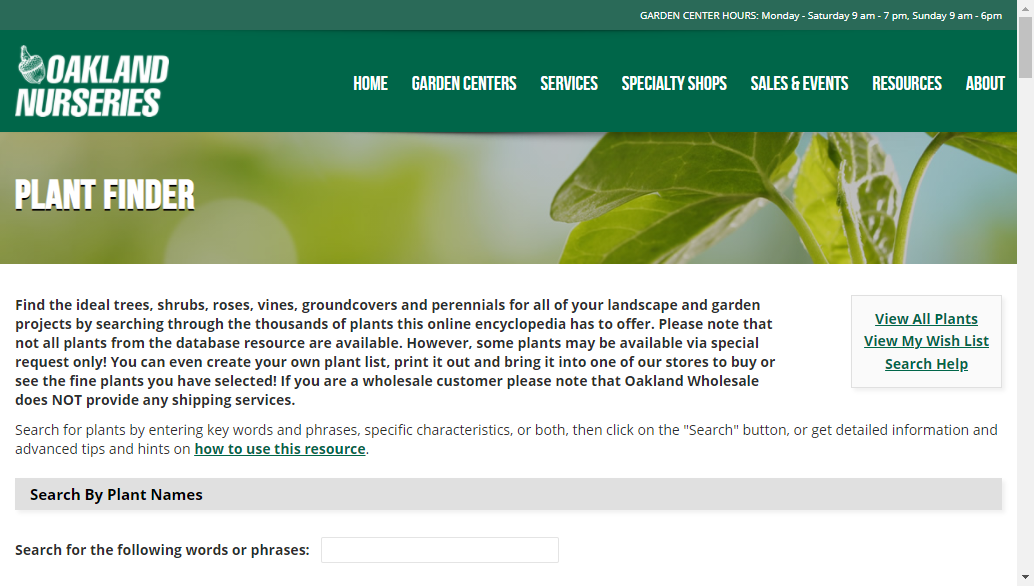 GARDEN CENTER HOURS: Monday - Saturday 9 am - 7 pm, Sunday 9 am - 6pm
OAKLAND
NURSERIES
HOME GARDEN CENTERS SERVICES SPECIALTY SHOPS SALES & EVENTS RESOURCES ABOUT
PLANT FINDER
Find the ideal trees, shrubs, roses, vines, groundcovers and perennials for all of your landscape and garden
projects by searching through the thousands of plants this online encyclopedia has to offer. Please note that
not all plants from the database resource are available. However, some plants may be available via special
request only! You can even create your own plant list, print it out and bring it into one of our stores to buy or
see the fine plants you have selected! If you are a wholesale customer please note that Oakland Wholesale
does NOT provide any shipping services.
View All Plants
View My Wish List
Search Help
Search for plants by entering key words and phrases, specific characteristics, or both, then click on the "Search" button, or get detailed information and
advanced tips and hints on how to use this resource.
Search By Plant Names
Search for the following words or phrases: